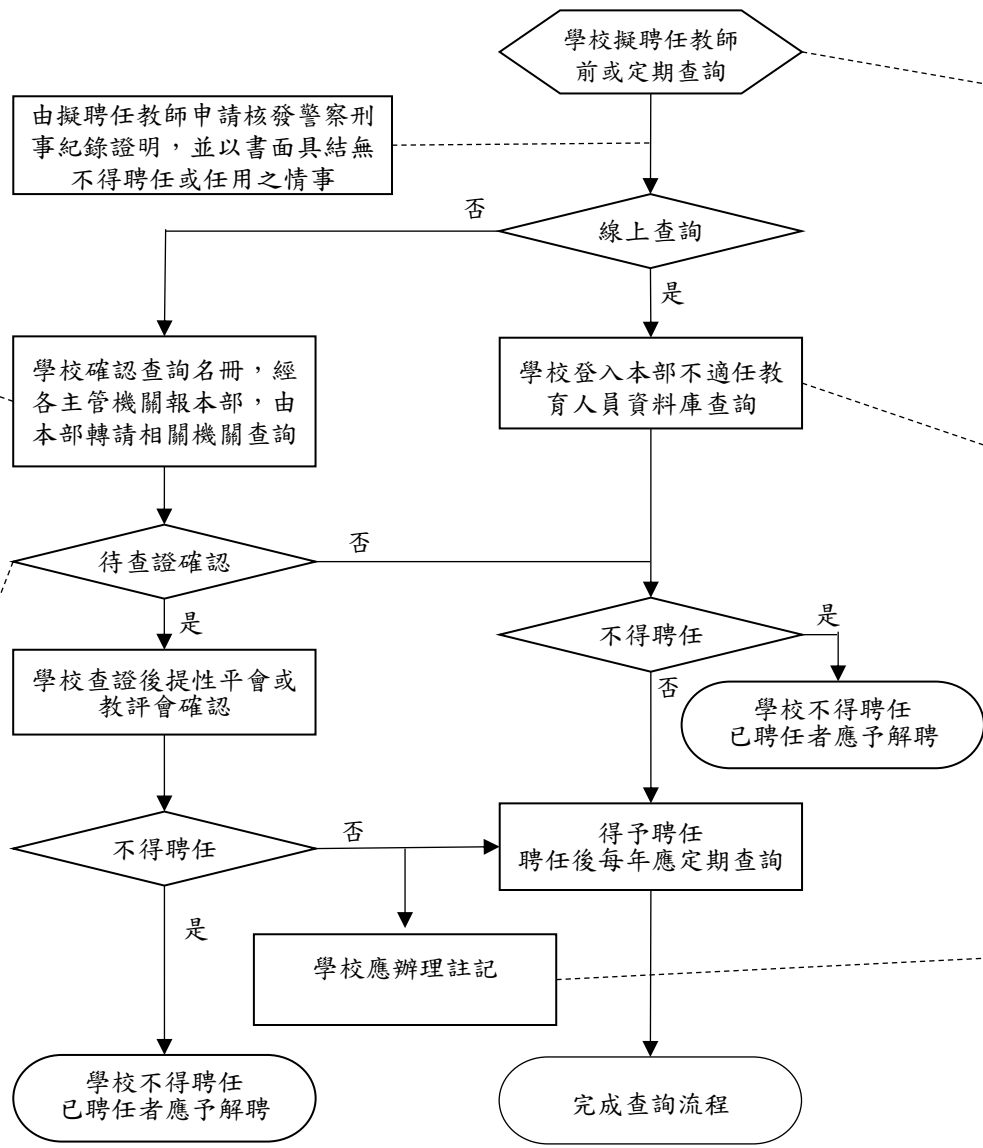 學校擬聘任教師
前或定期查詢
由擬聘任教師申請核發警察刑
事紀錄證明，並以書面具結無
不得聘任或任用之情事
否
線上查詢
是
學校確認查詢名冊，經
各主管機關報本部，由
本部轉請相關機關查詢
學校登入本部不適任教
育人員資料庫查詢
待查證確認
否
是
不得聘任
是
否
學校查證後提性平會或
教評會確認
學校不得聘任
已聘任者應予解聘
不得聘任
否
是
得予聘任
聘任後每年應定期查詢
學校應辦理註記
學校不得聘任
已聘任者應予解聘
完成查詢流程